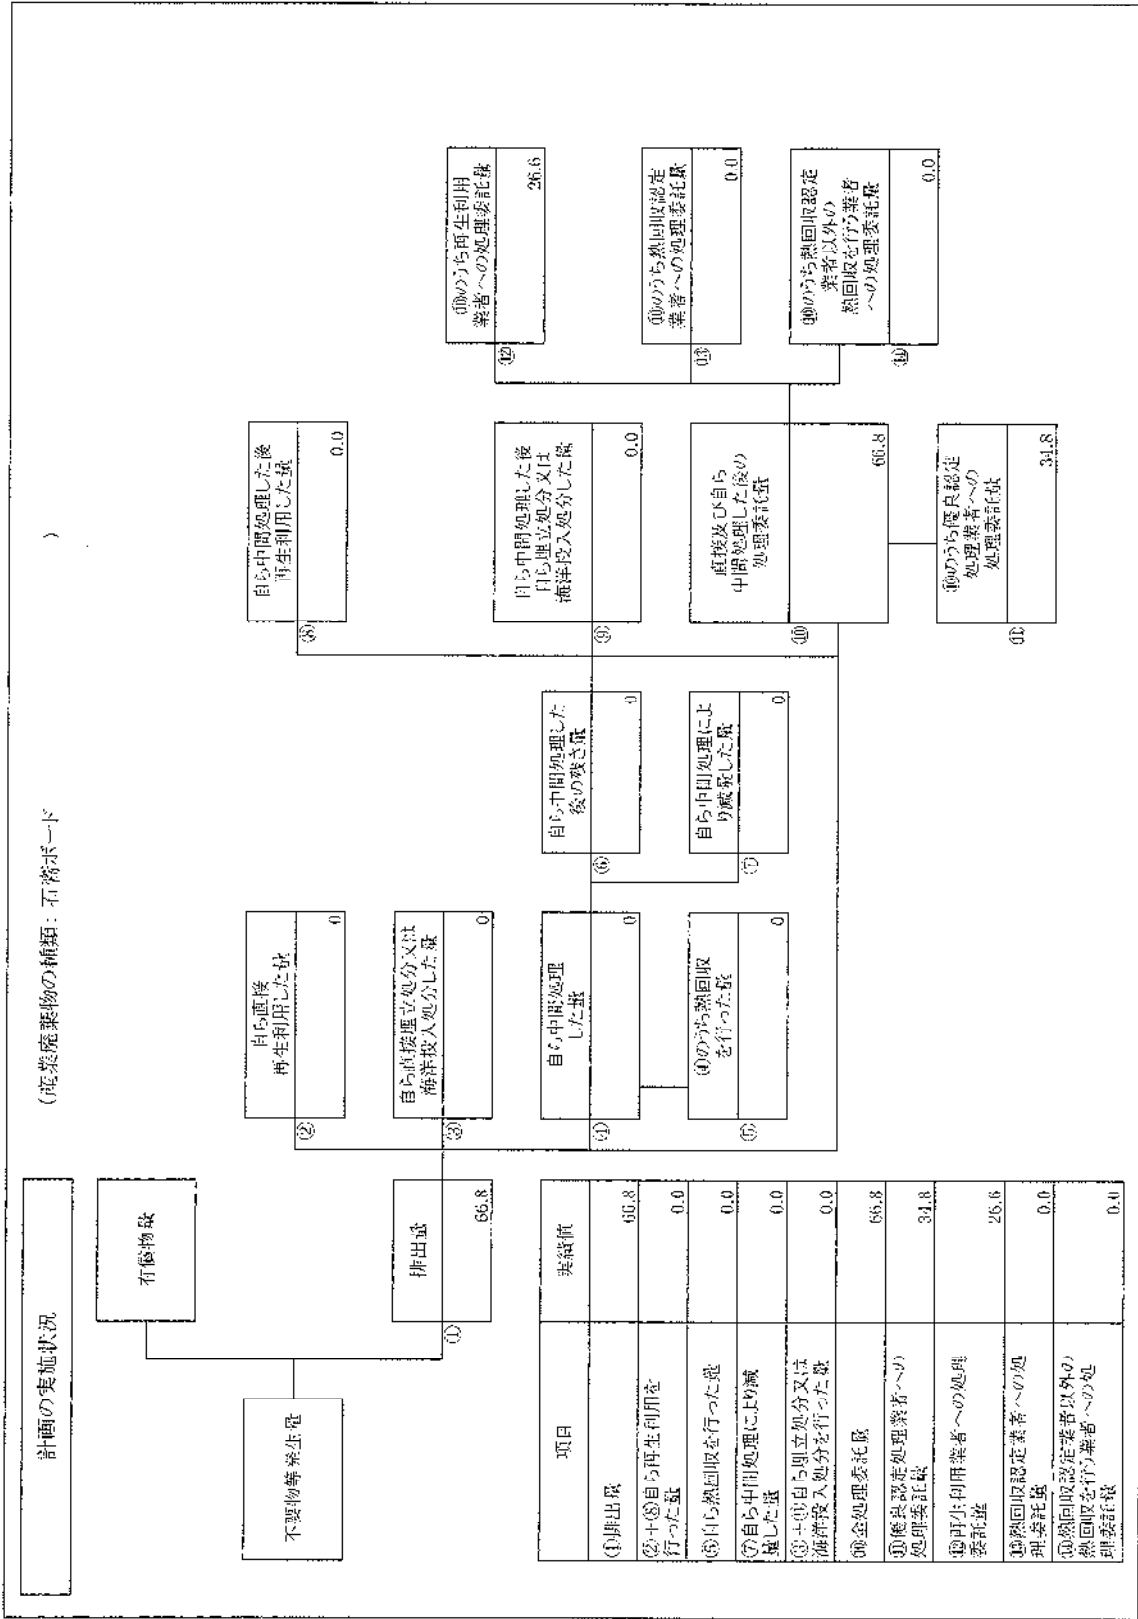 計画の実施状況
(産業廃棄物の種類：石膏ボード
)
不要物等発生量
有償物量
①
排出量
66.8
②
自ら直接
再生利用した量
0
③
自ら直接埋立処分又は
海洋投入処分した量
0
④
自ら中間処理
した量
0
⑤
④のうち熱回収
を行った量
0
⑥
自ら中間処理した
後の残さ量
0
⑦
自ら中間処理によ
り減量した量
0
⑧
自ら中間処理した後
再生利用した量
0.0
⑨
自ら中間処理した後
自ら埋立処分又は
海洋投入処分した量
0.0
⑩
直接及び自ら
中間処理した後の
処理委託量
66.8
⑪
⑩のうち優良認定
処理業者への
処理委託量
34.8
⑫
⑩のうち再生利用
業者への処理委託量
26.6
⑬
⑩のうち熱回収認定
業者への処理委託量
0.0
⑭
⑩のうち熱回収認定
業者以外の
熱回収を行う業者
への処理委託量
0.0
項目 実績値
①排出量 66.8
②+⑧自ら再生利用を
行った量 0.0
⑤自ら熱回収を行った量 0.0
⑦自ら中間処理により減
量した量 0.0
③+⑨自ら埋立処分又は
海洋投入処分を行った量 0.0
⑩全処理委託量 66.8
⑪優良認定処理業者への
処理委託量 34.8
⑫再生利用業者への処理
委託量 26.6
⑬熱回収認定業者への処
理委託量 0.0
⑭熱回収認定業者以外の
熱回収を行う業者への処
理委託量 0.0